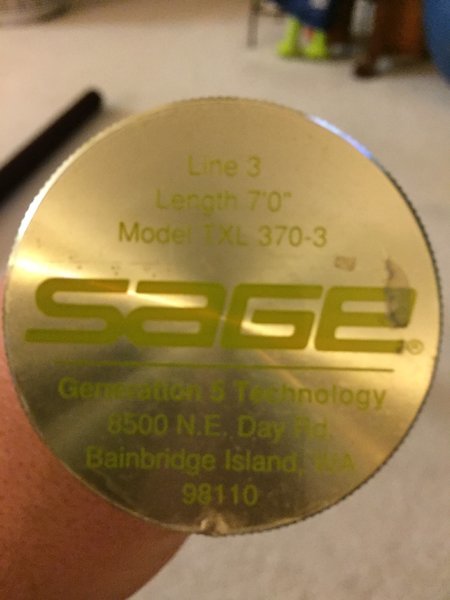 Line 3
Length 7'0"
Model TXL 370-3
SAGE®
Generation 5 Technology
8500 N.E. Day Rd.
Bainbridge Island, WA
98110